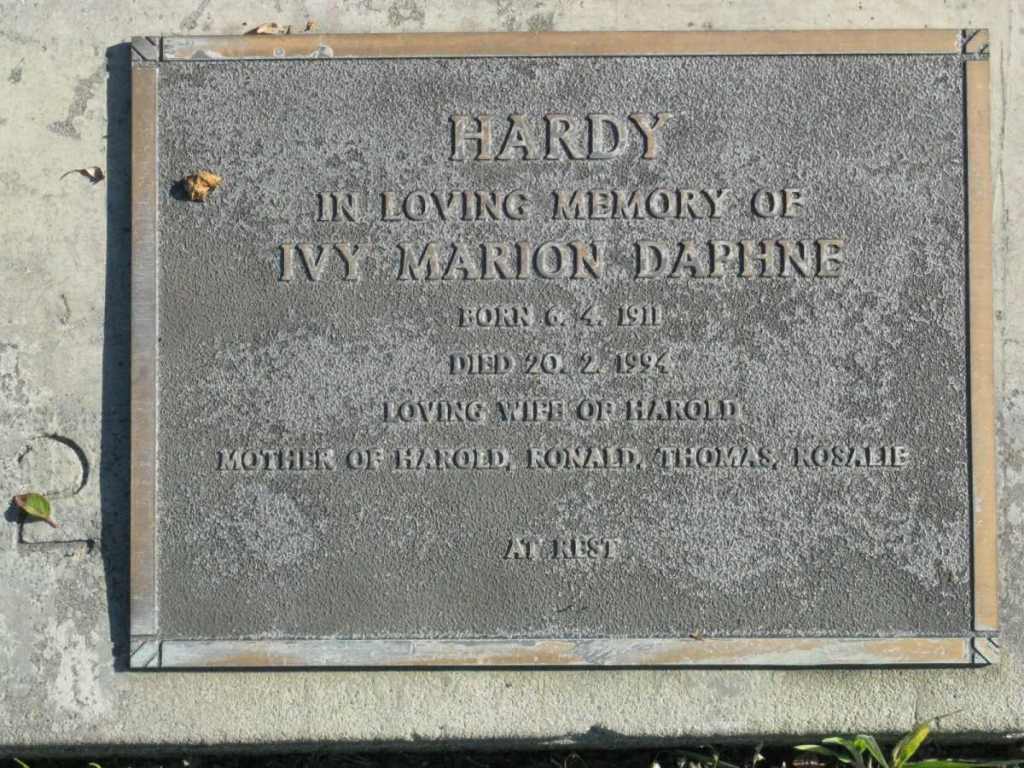 HARDY
IN LOVING MEMORY OF
IVY MARION DAPHNE
BORN 6. 4. 1911
DIED 20. 2. 1994
LOVING WIFE OF HAROLD
MOTHER OF HAROLD, RONALD, THOMAS, ROSALIE
AT REST